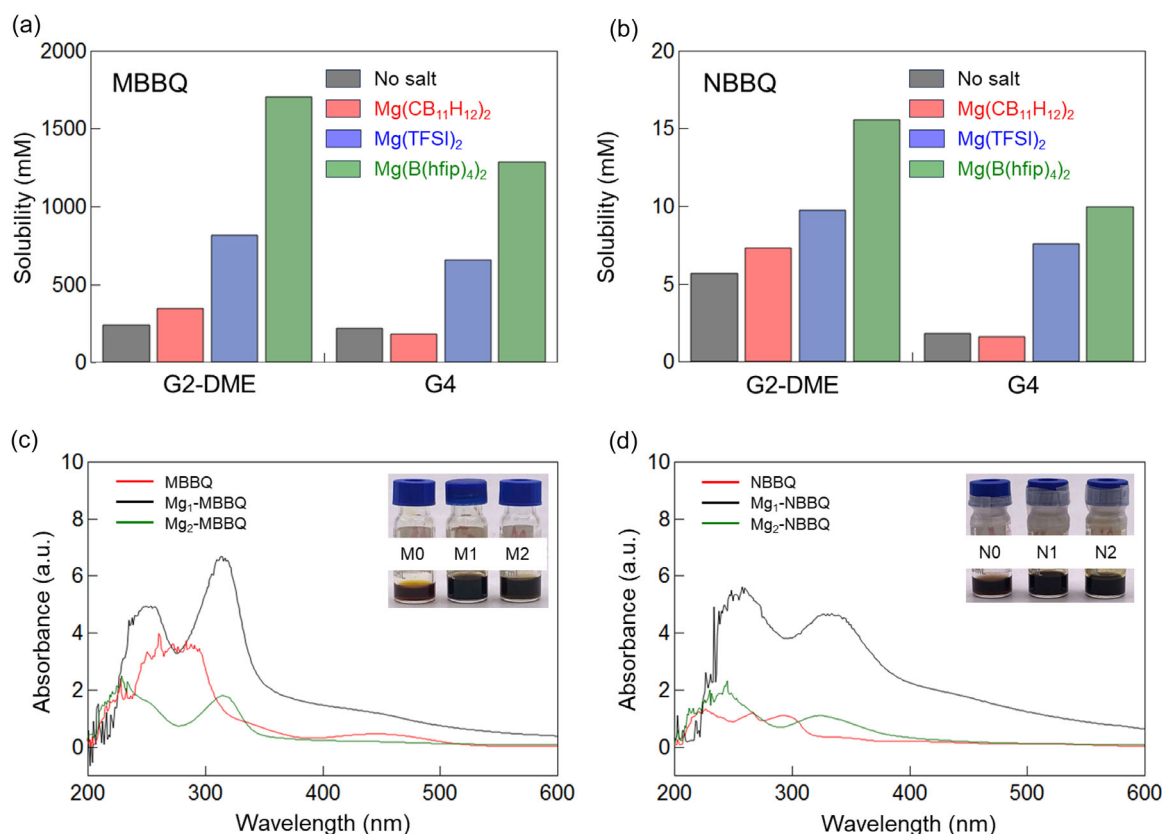 (a)
2000
1500
1000
500
0
Solubility (mM)
MBBQ
No salt
Mg(CB₁₁H₁₂)₂
Mg(TFSI)₂
Mg(B(hfip)₄)₂
G2-DME
G4
(b)
20
15
10
5
0
Solubility (mM)
NBBQ
No salt
Mg(CB₁₁H₁₂)₂
Mg(TFSI)₂
Mg(B(hfip)₄)₂
G2-DME
G4
(c)
10
8
6
4
2
0
Absorbance (a.u.)
MBBQ
Mg₁-MBBQ
Mg₂-MBBQ
M0 M1 M2
200 300 400 500 600
Wavelength (nm)
(d)
10
8
6
4
2
0
Absorbance (a.u.)
NBBQ
Mg₁-NBBQ
Mg₂-NBBQ
N0 N1 N2
200 300 400 500 600
Wavelength (nm)